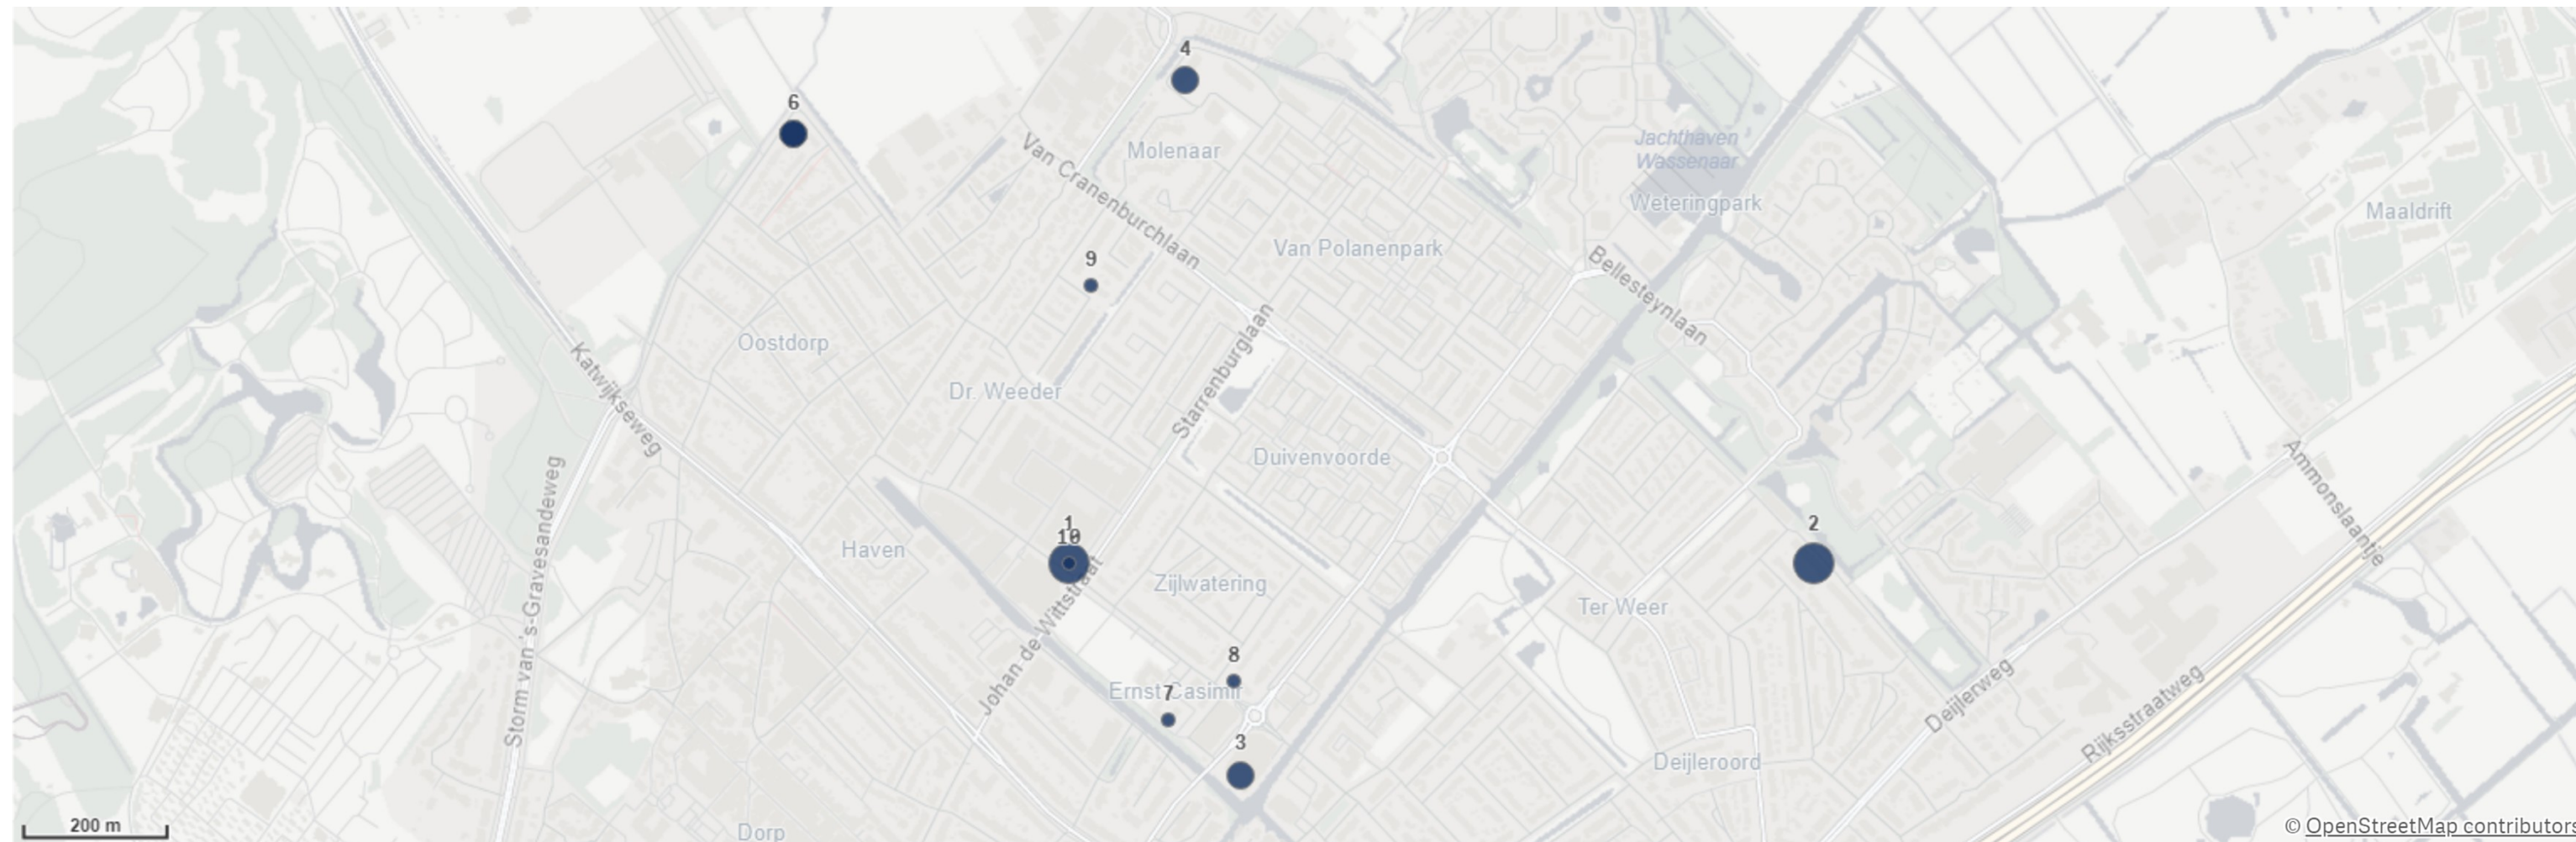 4
6
Jachthaven
Wassenaar
Molenaar
Van Cranenburchlaan
Weteringpark
Maaldrift
Van Polanenpark
9
Bellesteynlaan
Oostdorp
Starrenburglaan
Katwijkseweg
Dr. Weeder
Duivenvoorde
Ammonslaantje
Storm van 's-Gravesandeweg
1
10
2
Haven
Zijlwatering
Johan de Wittstraat
Ter Weer
8
Ernst Casimir
7
Deijlerweg
Rijksstraatweg
3
Deijleroord
200 m
Dorp
© OpenStreetMap contributors